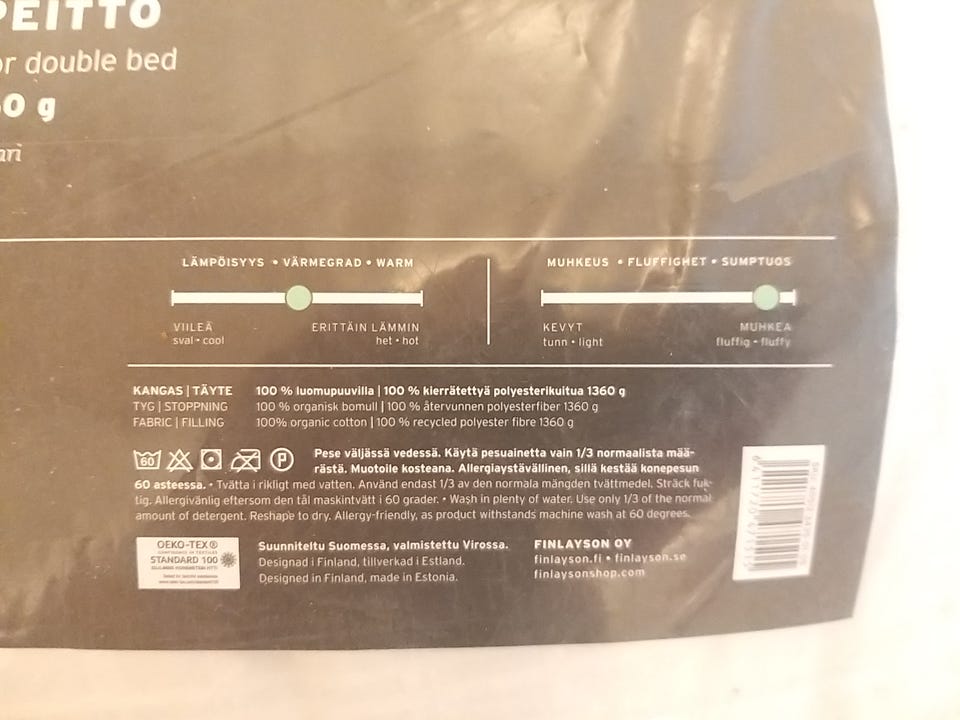 PEITTO
or double bed
60 g
ari
LÄMPÖISYYS • VÄRMEGRAD • WARM
VIILEÄ
sval • cool
ERITTÄIN LÄMMIN
het • hot
MUHKEUS • FLUFFIGHET • SUMPTUOS
KEVYT
tunn • light
MUHKEA
fluffig • fluffy
KANGAS | TÄYTE 100 % luomupuuvilla | 100 % kierrätettyä polyesterikuitua 1360 g
TYG | STOPPNING 100 % organisk bomull | 100 % återvunnen polyesterfiber 1360 g
FABRIC | FILLING 100% organic cotton | 100 % recycled polyester fibre 1360 g
60
P
Pese väljässä vedessä. Käytä pesuainetta vain 1/3 normaalista mää-
rästä. Muotoile kosteana. Allergiaystävällinen, sillä kestää konepesun
60 asteessa. • Tvätta i rikligt med vatten. Använd endast 1/3 av den normala mängden tvättmedel. Sträck fuk-
tig. Allergivänlig eftersom den tål maskintvätt i 60 grader. • Wash in plenty of water. Use only 1/3 of the normal
amount of detergent. Reshape to dry. Allergy-friendly, as product withstands machine wash at 60 degrees.
OEKO-TEX®
STANDARD 100
Suunniteltu Suomessa, valmistettu Virossa.
Designad i Finland, tillverkad i Estland.
Designed in Finland, made in Estonia.
FINLAYSON OY
finlayson.fi • finlayson.se
finlaysonshop.com